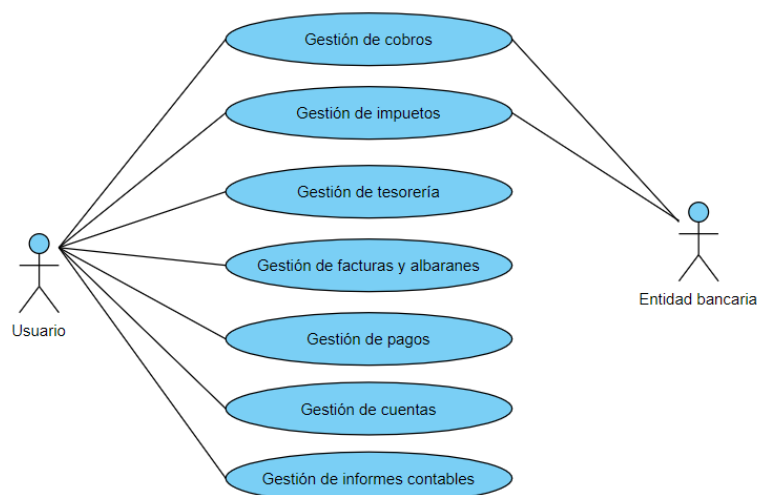 Gestión de cobros
Gestión de impuetos
Gestión de tesorería
Gestión de facturas y albaranes
Entidad bancaria
Usuario
Gestión de pagos
Gestión de cuentas
Gestión de informes contables